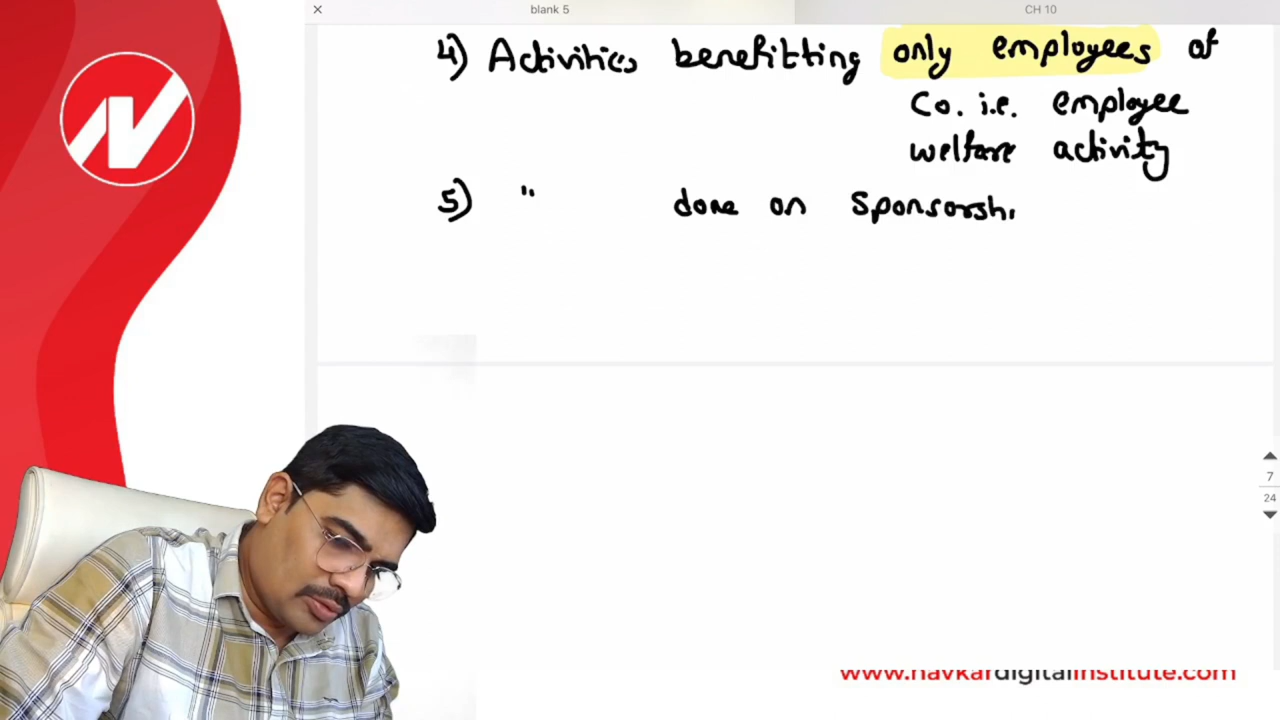 × blank 5 CH 10
4) Activities benefitting only employees of
Co. i.e. employee
welfare activity
5) " done on Sponsorsh
7
24
www.navkardigitalinstitute.com